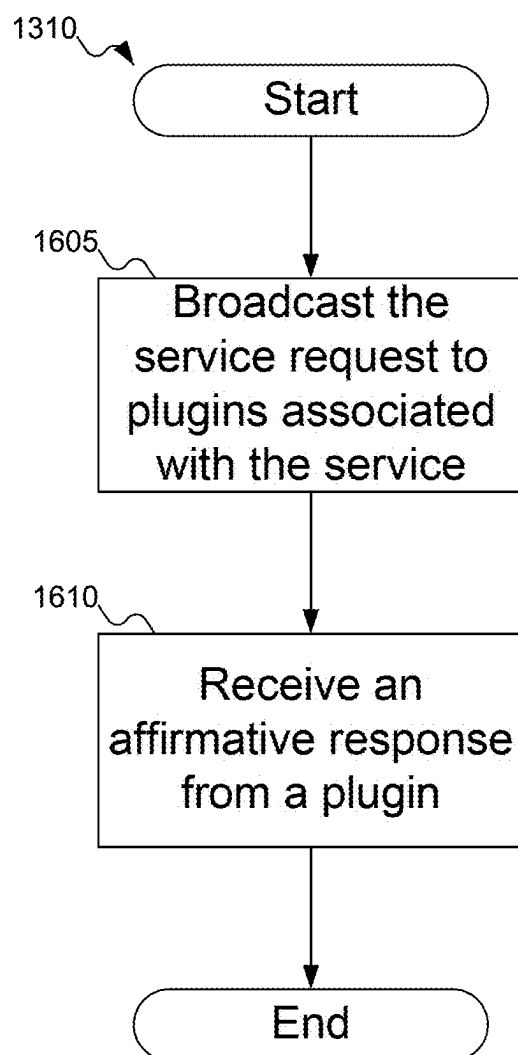 1310
Start
1605
Broadcast the
service request to
plugins associated
with the service
1610
Receive an
affirmative response
from a plugin
End